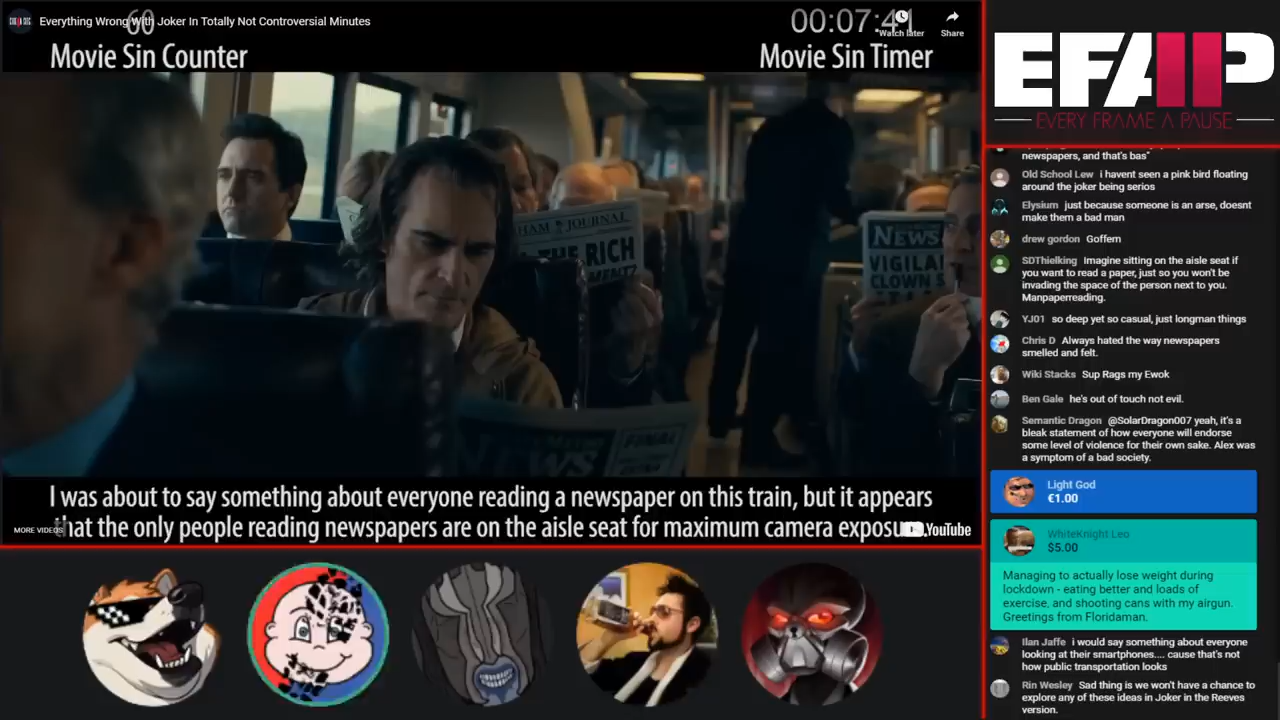 Everything Wrong With Joker In Totally Not Controversial Minutes
60
Movie Sin Counter
00:07:41
Watch later
Share
Movie Sin Timer
HAM JOURNAL
THE RICH
NEWS
VIGILA
CLOWN S
FINAL
NEWS
I was about to say something about everyone reading a newspaper on this train, but it appears
that the only people reading newspapers are on the aisle seat for maximum camera exposu
MORE VIDEOS
YouTube
EFAP
EVERY FRAME A PAUSE
newspapers, and that's bas"
Old School Lew i havent seen a pink bird floating
around the joker being serios
Elysium just because someone is an arse, doesnt
make them a bad man
drew gordon Goffem
SDThielking Imagine sitting on the aisle seat if
you want to read a paper, just so you won't be
invading the space of the person next to you.
Manpaperreading.
YJ01 so deep yet so casual, just longman things
Chris D Always hated the way newspapers
smelled and felt.
Wiki Stacks Sup Rags my Ewok
Ben Gale he's out of touch not evil.
Semantic Dragon @SolarDragon007 yeah, it's a
bleak statement of how everyone will endorse
some level of violence for their own sake. Alex was
a symptom of a bad society.
Light God
€1.00
WhiteKnight Leo
$5.00
Managing to actually lose weight during
lockdown - eating better and loads of
exercise, and shooting cans with my airgun.
Greetings from Floridaman.
Ilan Jaffe i would say something about everyone
looking at their smartphones.... cause that's not
how public transportation looks
Rin Wesley Sad thing is we won't have a chance to
explore any of these ideas in Joker in the Reeves
version.